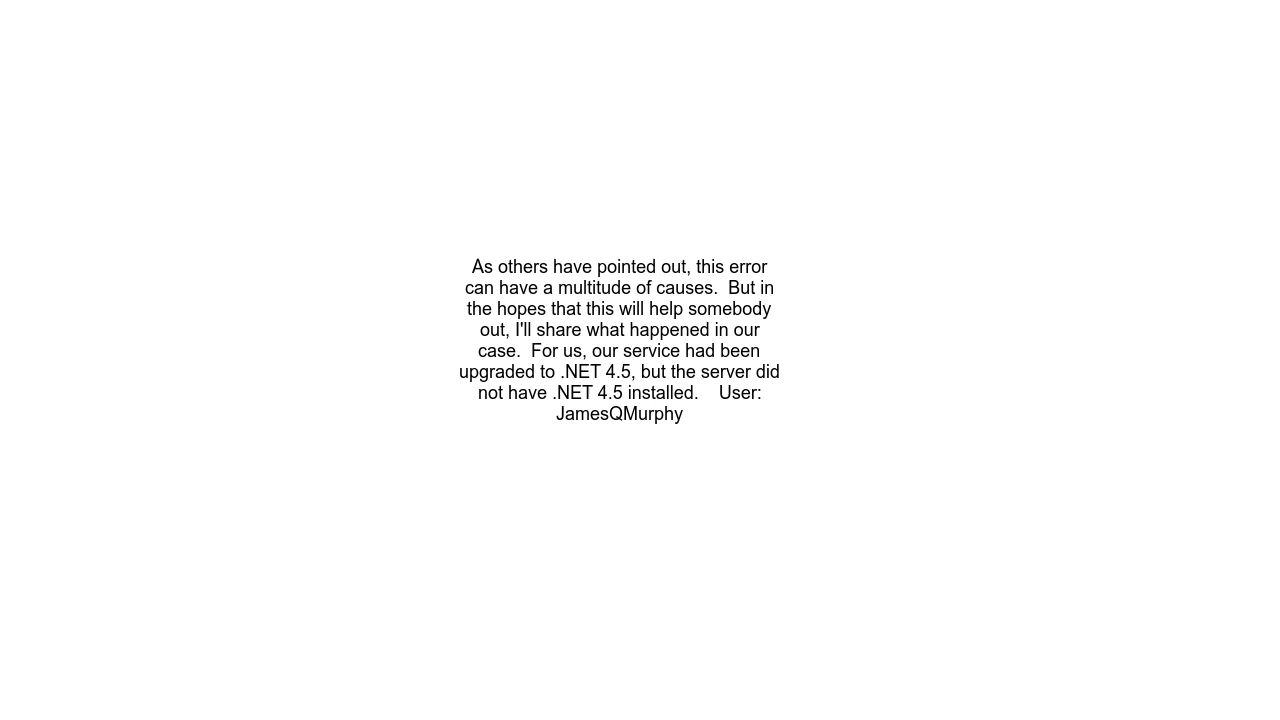 As others have pointed out, this error
can have a multitude of causes.  But in
the hopes that this will help somebody
out, I'll share what happened in our
case.  For us, our service had been
upgraded to .NET 4.5, but the server did
not have .NET 4.5 installed.    User:
JamesQMurphy